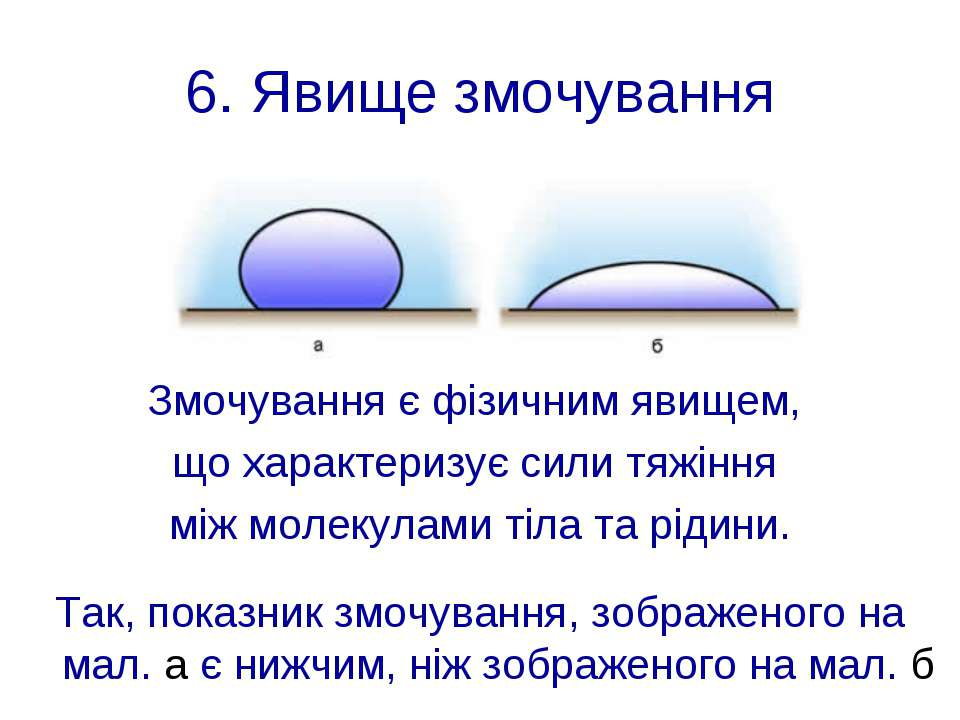 6. Явище змочування
а
б
Змочування є фізичним явищем,
що характеризує сили тяжіння
між молекулами тіла та рідини.
Так, показник змочування, зображеного на
мал. а є нижчим, ніж зображеного на мал. б